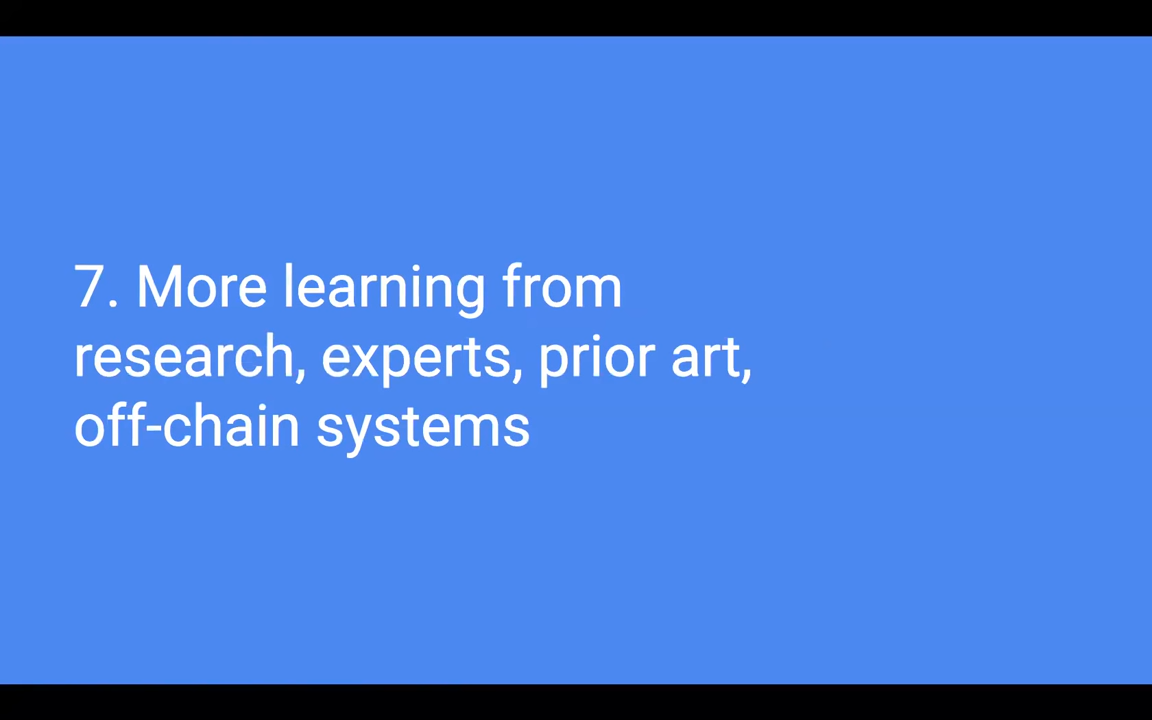 7. More learning from
research, experts, prior art,
off-chain systems